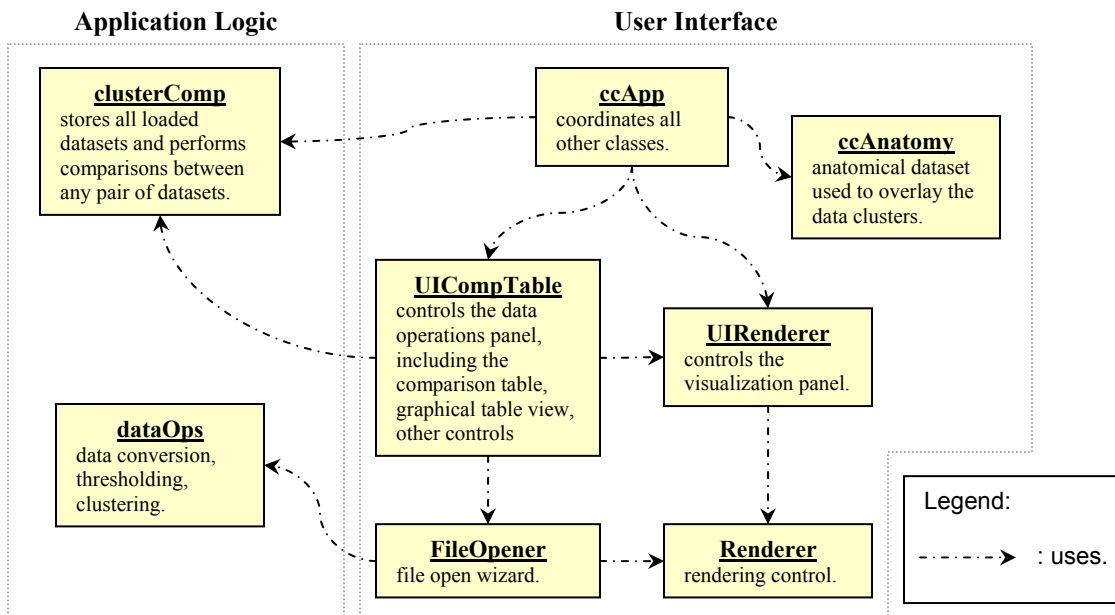 Application Logic
User Interface
clusterComp
stores all loaded
datasets and performs
comparisons between
any pair of datasets.
ccApp
coordinates all
other classes.
ccAnatomy
anatomical dataset
used to overlay the
data clusters.
UICompTable
controls the data
operations panel,
including the
comparison table,
graphical table view,
other controls
UIRenderer
controls the
visualization panel.
dataOps
data conversion,
thresholding,
clustering.
FileOpener
file open wizard.
Renderer
rendering control.
Legend:
: uses.